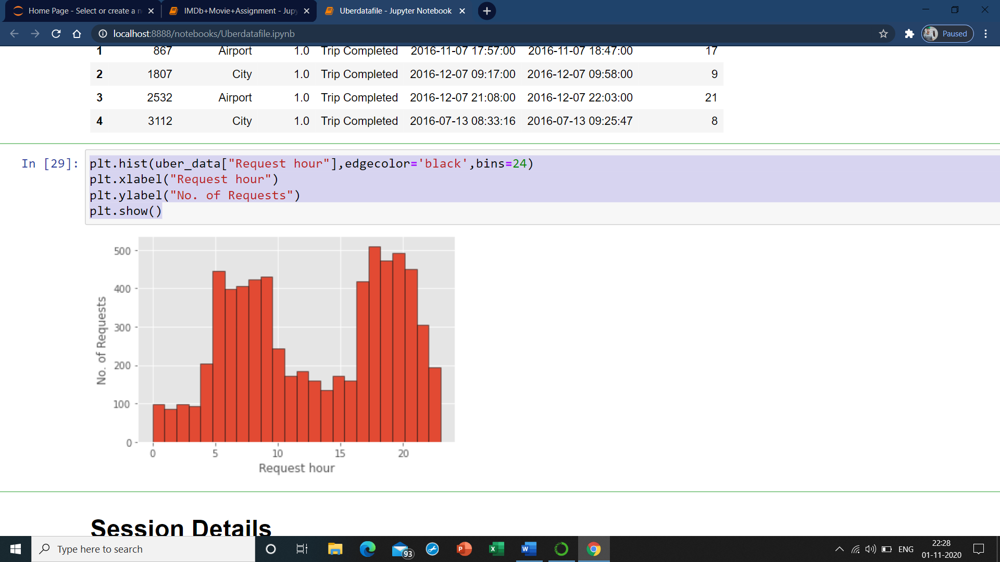 Home Page - Select or create a n
IMDb+Movie+Assignment - Jupy
Uberdatafile - Jupyter Notebook
localhost:8888/notebooks/Uberdatafile.ipynb
Paused
1 867 Airport 1.0 Trip Completed 2016-11-07 17:57:00 2016-11-07 18:47:00 17
2 1807 City 1.0 Trip Completed 2016-12-07 09:17:00 2016-12-07 09:58:00 9
3 2532 Airport 1.0 Trip Completed 2016-12-07 21:08:00 2016-12-07 22:03:00 21
4 3112 City 1.0 Trip Completed 2016-07-13 08:33:16 2016-07-13 09:25:47 8
In [29]: plt.hist(uber_data["Request hour"],edgecolor='black',bins=24)
plt.xlabel("Request hour")
plt.ylabel("No. of Requests")
plt.show()
No. of Requests
500
400
300
200
100
0
0 5 10 15 20
Request hour
Session Details
Type here to search
93
P
X
W
ENG
22:28
01-11-2020